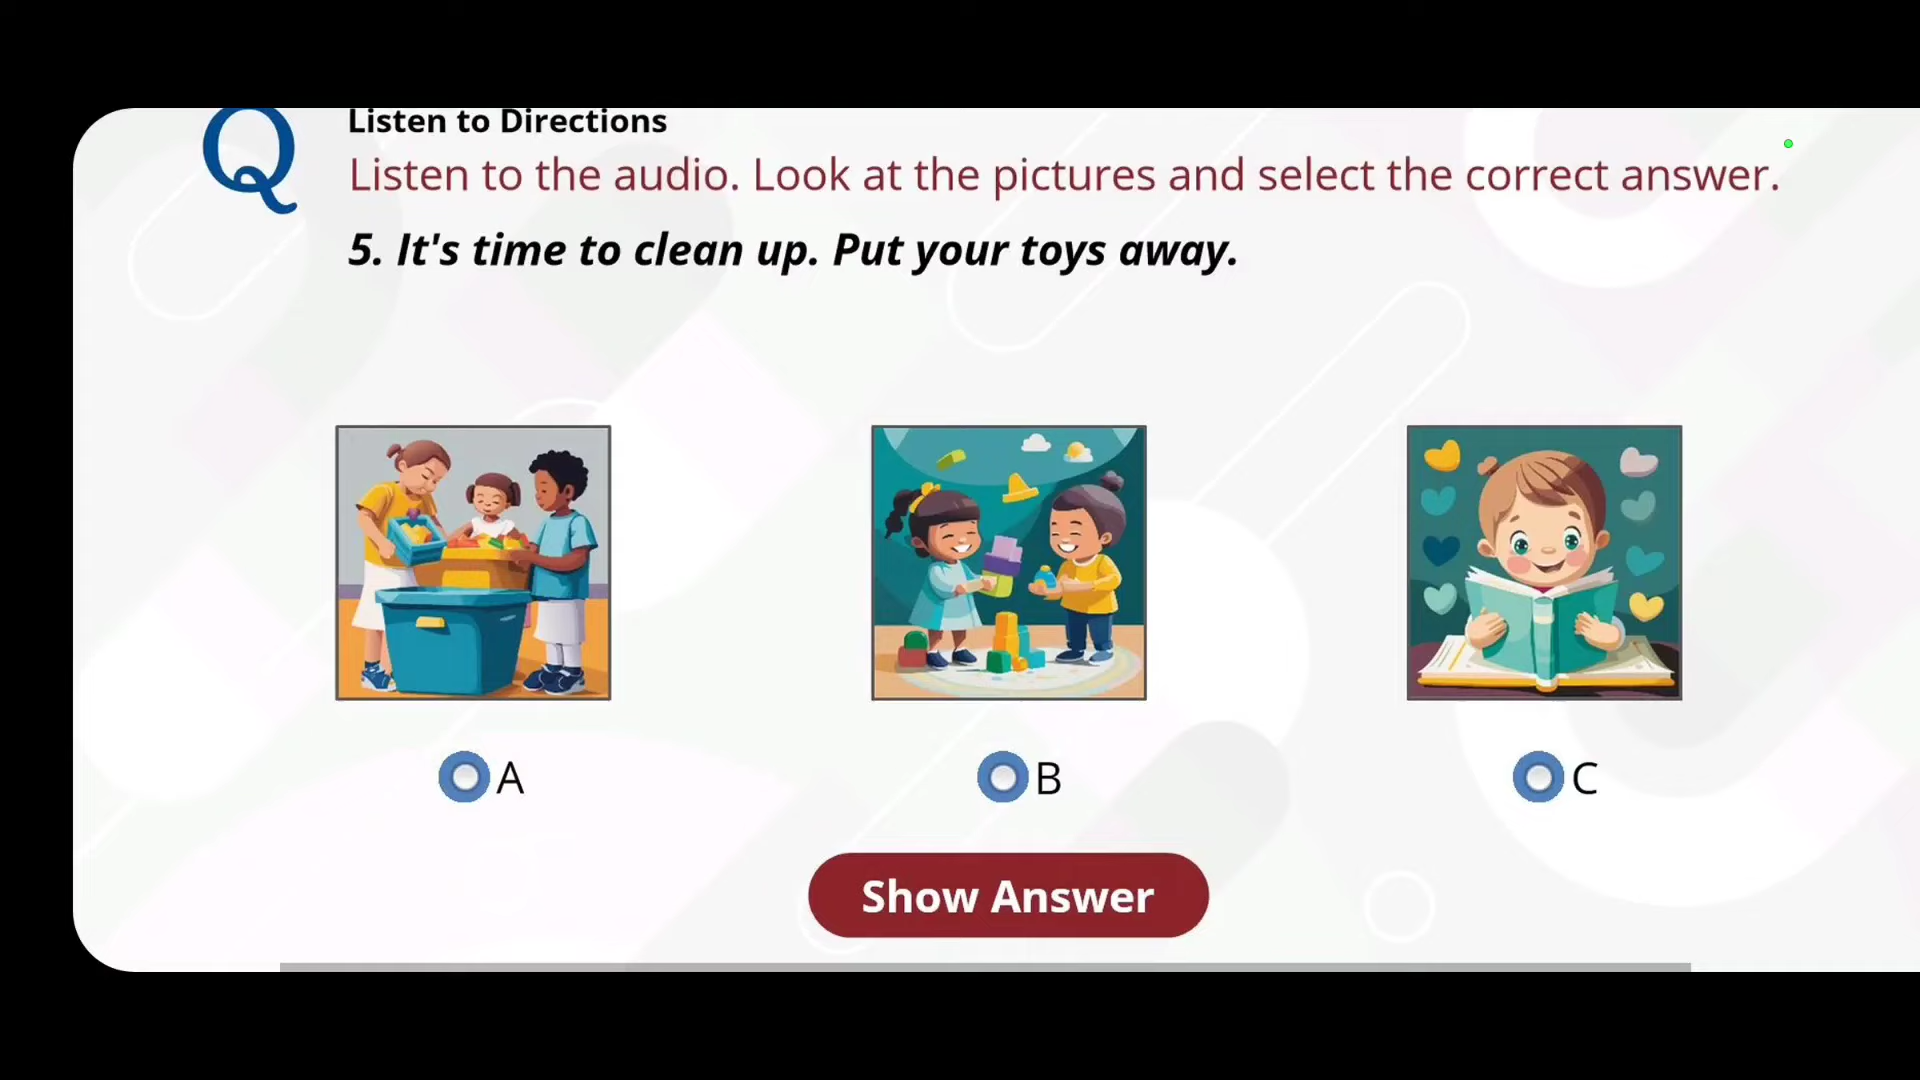 Q
Listen to Directions
Listen to the audio. Look at the pictures and select the correct answer.
5. It's time to clean up. Put your toys away.
A
B
C
Show Answer